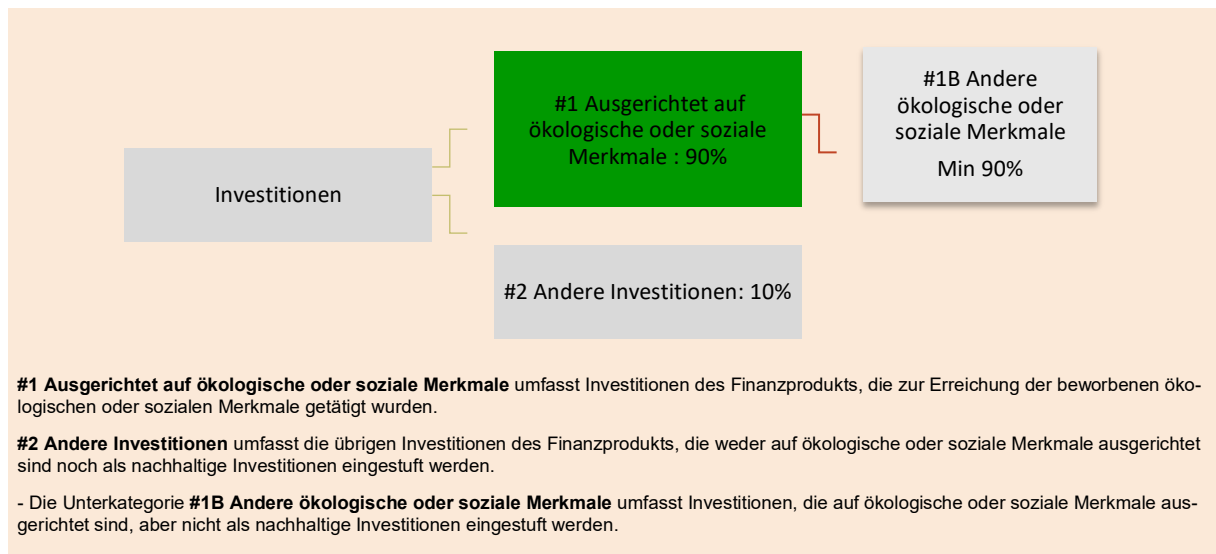 #1 Ausgerichtet auf
ökologische oder soziale
Merkmale : 90%
#1B Andere
ökologische oder
soziale Merkmale
Min 90%
Investitionen
#2 Andere Investitionen: 10%
#1 Ausgerichtet auf ökologische oder soziale Merkmale umfasst Investitionen des Finanzprodukts, die zur Erreichung der beworbenen öko-
logischen oder sozialen Merkmale getätigt wurden.
#2 Andere Investitionen umfasst die übrigen Investitionen des Finanzprodukts, die weder auf ökologische oder soziale Merkmale ausgerichtet
sind noch als nachhaltige Investitionen eingestuft werden.
- Die Unterkategorie #1B Andere ökologische oder soziale Merkmale umfasst Investitionen, die auf ökologische oder soziale Merkmale aus-
gerichtet sind, aber nicht als nachhaltige Investitionen eingestuft werden.